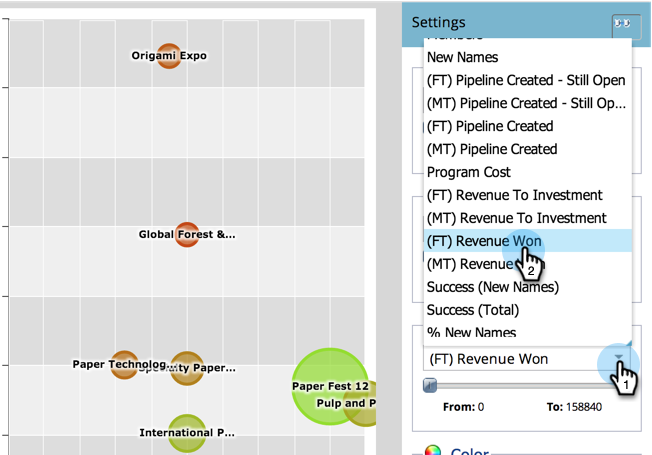 Origami Expo
Global Forest &...
Paper Technolog...
Specialty Paper...
Paper Fest 12
Pulp and P
International P...
Settings
Members
New Names
(FT) Pipeline Created - Still Open
(MT) Pipeline Created - Still Op...
(FT) Pipeline Created
(MT) Pipeline Created
Program Cost
(FT) Revenue To Investment
(MT) Revenue To Investment
(FT) Revenue Won
(MT) Revenue
2
Success (New Names)
Success (Total)
% New Names
(FT) Revenue Won
1
From: 0 To: 158840
Color